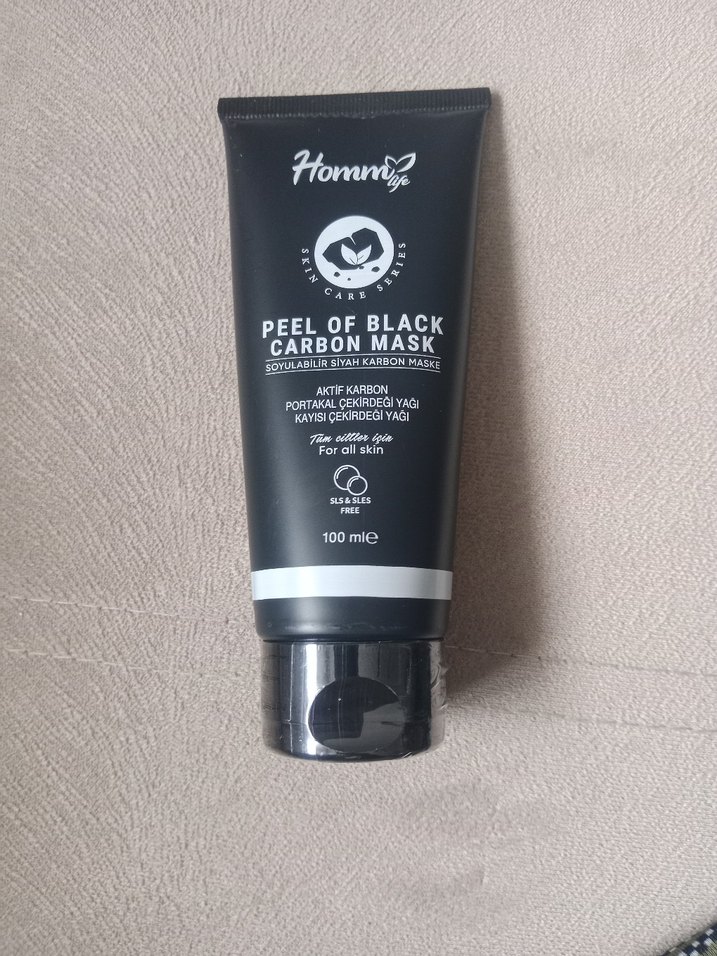 Homm
life
SKIN CARE SERIES
PEEL OF BLACK
CARBON MASK
SOYULABİLİR SİYAH KARBON MASKE
AKTİF KARBON
PORTAKAL ÇEKİRDEĞİ YAĞI
KAYISI ÇEKİRDEĞİ YAĞI
Tüm ciltler için
For all skin
SLS & SLES
FREE
100 ml℮